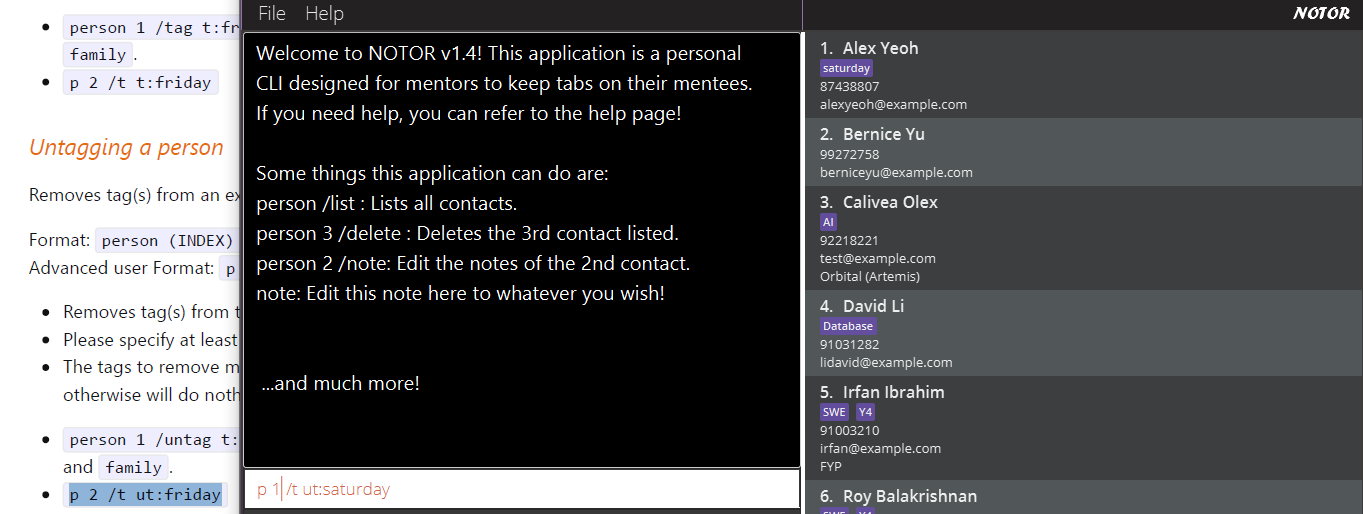 person 1 /tag t:fr
family.
p 2 /t t:friday
Untagging a person
Removes tag(s) from an ex
Format: person (INDEX)
Advanced user Format: p
Removes tag(s) from t
Please specify at least
The tags to remove m
otherwise will do noth
person 1 /untag t:
and family.
p 2 /t ut:friday
File Help
Welcome to NOTOR v1.4! This application is a personal
CLI designed for mentors to keep tabs on their mentees.
If you need help, you can refer to the help page!
Some things this application can do are:
person /list : Lists all contacts.
person 3 /delete : Deletes the 3rd contact listed.
person 2 /note: Edit the notes of the 2nd contact.
note: Edit this note here to whatever you wish!
...and much more!
p 1 /t ut:saturday
NOTOR
1. Alex Yeoh
saturday
87438807
alexyeoh@example.com
2. Bernice Yu
99272758
berniceyu@example.com
3. Calivea Olex
AI
92218221
test@example.com
Orbital (Artemis)
4. David Li
Database
91031282
lidavid@example.com
5. Irfan Ibrahim
SWE Y4
91003210
irfan@example.com
FYP
6. Roy Balakrishnan
SWE Y4